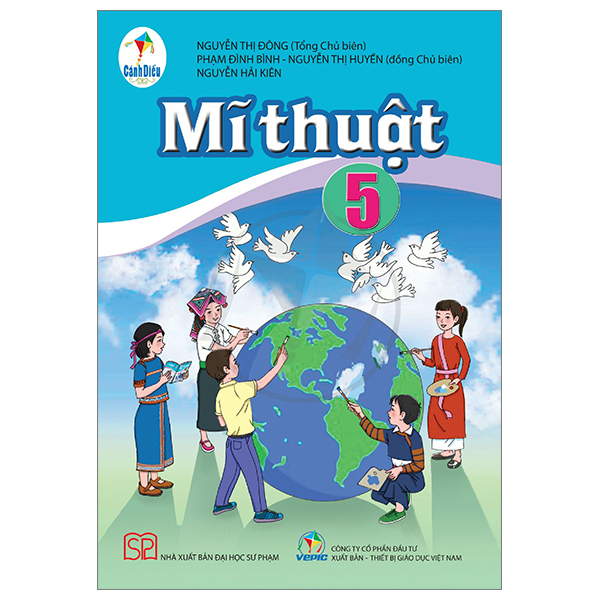 Cánh Diều
NGUYỄN THỊ ĐÔNG (Tổng Chủ biên)
PHẠM ĐÌNH BÌNH - NGUYỄN THỊ HUYỀN (đồng Chủ biên)
NGUYỄN HẢI KIÊN
Mĩ thuật
5
SP
NHÀ XUẤT BẢN ĐẠI HỌC SƯ PHẠM
VEPIC
CÔNG TY CỔ PHẦN ĐẦU TƯ
XUẤT BẢN - THIẾT BỊ GIÁO DỤC VIỆT NAM